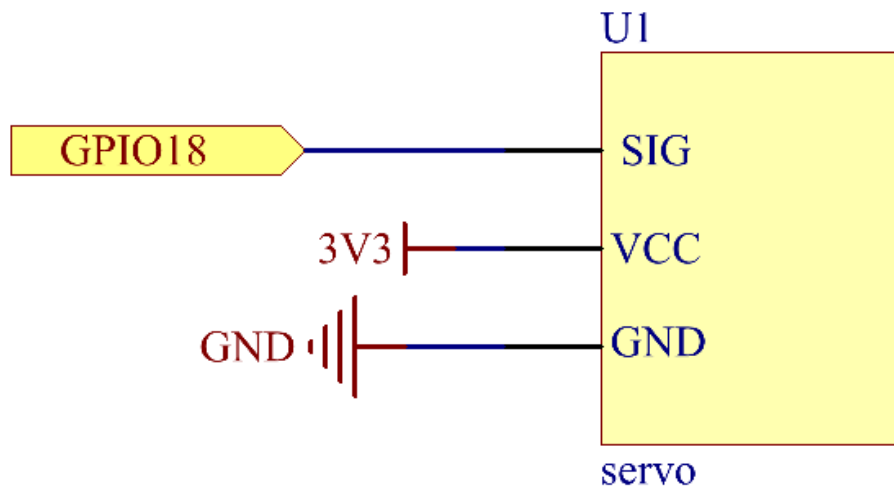 U1
GPIO18 SIG
3V3 VCC
GND GND
servo